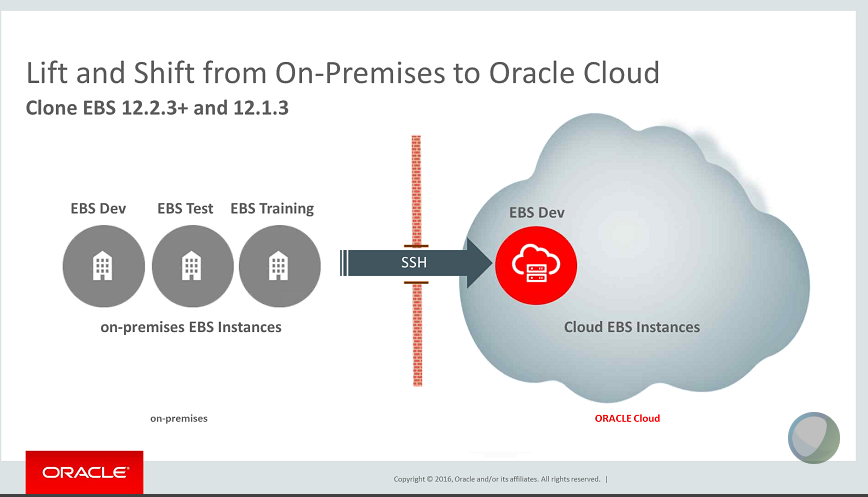 Lift and Shift from On-Premises to Oracle Cloud
Clone EBS 12.2.3+ and 12.1.3
EBS Dev
EBS Test
EBS Training
on-premises EBS Instances
SSH
EBS Dev
Cloud EBS Instances
on-premises
ORACLE Cloud
ORACLE®
Copyright © 2016, Oracle and/or its affiliates. All rights reserved. |